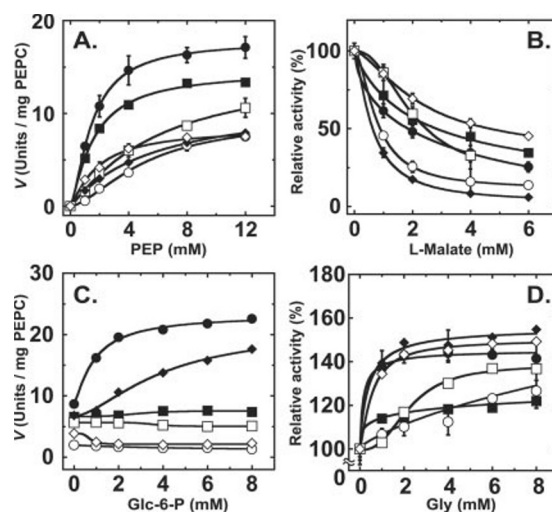 A.
V (Units / mg PEPC)
20
10
0
0 4 8 12
PEP (mM)
B.
Relative activity (%)
100
50
0
0 2 4 6
L-Malate (mM)
C.
V (Units / mg PEPC)
30
20
10
0
0 2 4 6 8
Glc-6-P (mM)
D.
Relative activity (%)
180
160
140
120
100
0 2 4 6 8
Gly (mM)